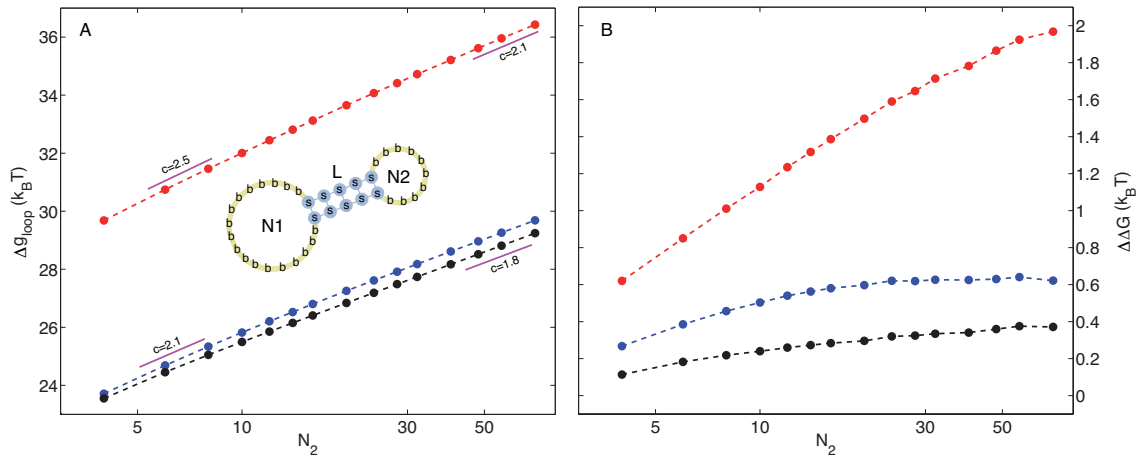 A
36
34
32
30
28
26
24
Δg_loop (k_BT)
c=2.1
c=2.5
c=2.1
c=1.8
L
N1
N2
b b b b b b b b b b b b b b b b b b b b
s s s s s
s s s s s
b b b b b b b b b b b
5 10 30 50
N_2
B
2
1.8
1.6
1.4
1.2
1
0.8
0.6
0.4
0.2
0
ΔΔG (k_BT)
5 10 30 50
N_2